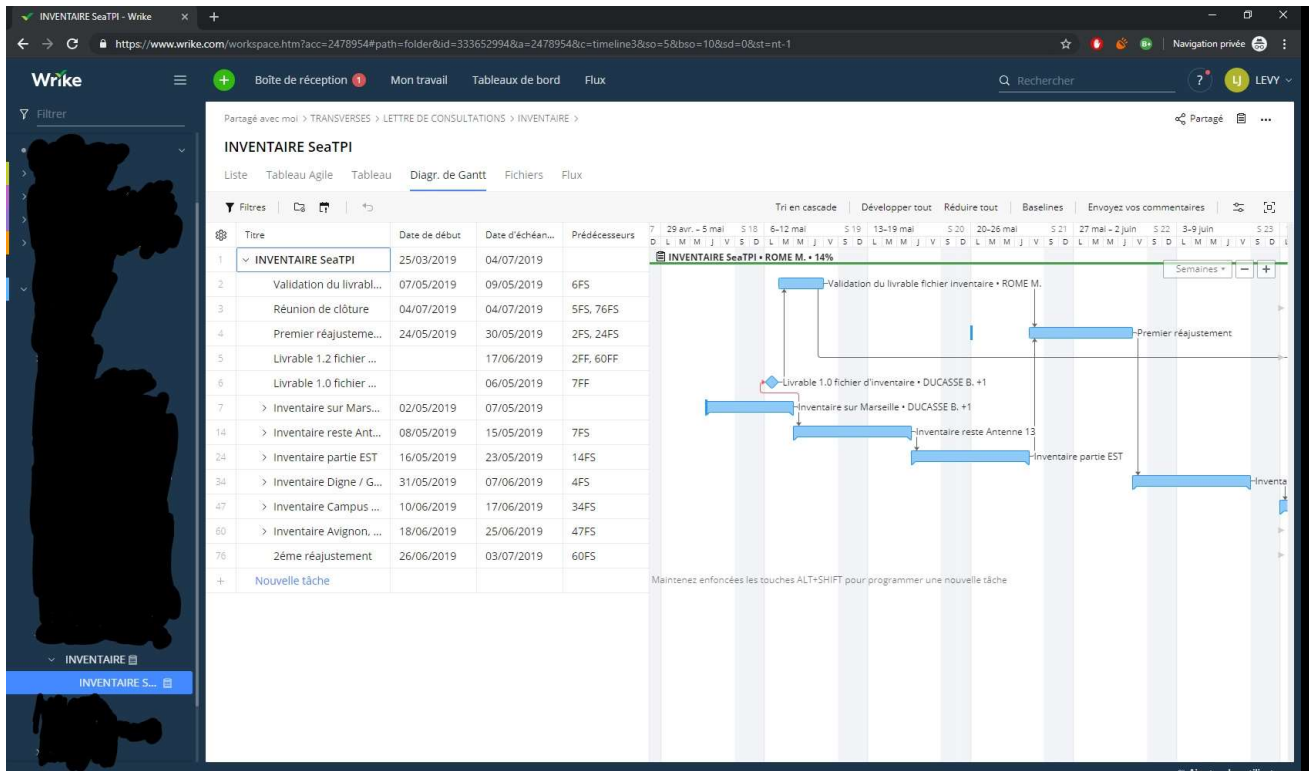 INVENTAIRE SeaTPI - Wrike
https://www.wrike.com/workspace.htm?acc=2478954#path=folder&id=333652994&a=2478954&c=timeline3&so=5&bso=10&sd=0&st=nt-1
B+ Navigation privée
Wrike Boîte de réception 1 Mon travail Tableaux de bord Flux Rechercher ? LJ LEVY
Filtrer
Partagé avec moi > TRANSVERSES > LETTRE DE CONSULTATIONS > INVENTAIRE >
Partagé
INVENTAIRE SeaTPI
Liste Tableau Agile Tableau Diagr. de Gantt Fichiers Flux
Filtres Tri en cascade Développer tout Réduire tout Baselines Envoyez vos commentaires
Titre Date de début Date d'échéan... Prédécesseurs
7 29 avr. – 5 mai S 18 6–12 mai S 19 13–19 mai S 20 20–26 mai S 21 27 mai – 2 juin S 22 3–9 juin S 23
D L M M J V S D L M M J V S D L M M J V S D L M M J V S D L M M J V S D L M M J V S D
1 INVENTAIRE SeaTPI 25/03/2019 04/07/2019 INVENTAIRE SeaTPI • ROME M. • 14%
Semaines - +
2 Validation du livrabl... 07/05/2019 09/05/2019 6FS Validation du livrable fichier inventaire • ROME M.
3 Réunion de clôture 04/07/2019 04/07/2019 5FS, 76FS
4 Premier réajusteme... 24/05/2019 30/05/2019 2FS, 24FS Premier réajustement
5 Livrable 1.2 fichier ... 17/06/2019 2FF, 60FF
6 Livrable 1.0 fichier ... 06/05/2019 7FF Livrable 1.0 fichier d'inventaire • DUCASSE B. +1
7 > Inventaire sur Mars... 02/05/2019 07/05/2019 Inventaire sur Marseille • DUCASSE B. +1
14 > Inventaire reste Ant... 08/05/2019 15/05/2019 7FS Inventaire reste Antenne 13
24 > Inventaire partie EST 16/05/2019 23/05/2019 14FS Inventaire partie EST
34 > Inventaire Digne / G... 31/05/2019 07/06/2019 4FS Inventa
47 > Inventaire Campus ... 10/06/2019 17/06/2019 34FS
60 > Inventaire Avignon, ... 18/06/2019 25/06/2019 47FS
76 2éme réajustement 26/06/2019 03/07/2019 60FS
+ Nouvelle tâche Maintenez enfoncées les touches ALT+SHIFT pour programmer une nouvelle tâche
INVENTAIRE
INVENTAIRE S...